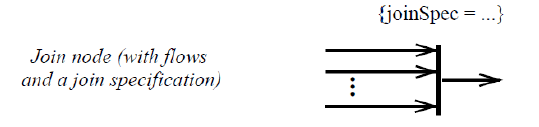 {joinSpec = ...}
Join node (with flows
and a join specification)